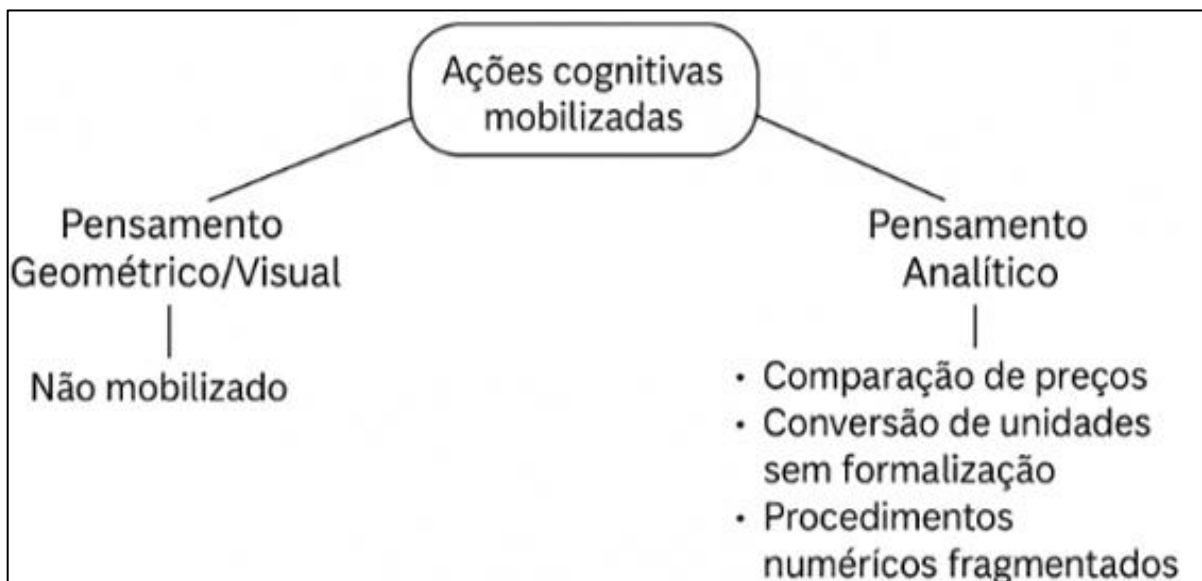 Ações cognitivas
mobilizadas
Pensamento
Geométrico/Visual
Não mobilizado
Pensamento
Analítico
• Comparação de preços
• Conversão de unidades
sem formalização
• Procedimentos
numéricos fragmentados